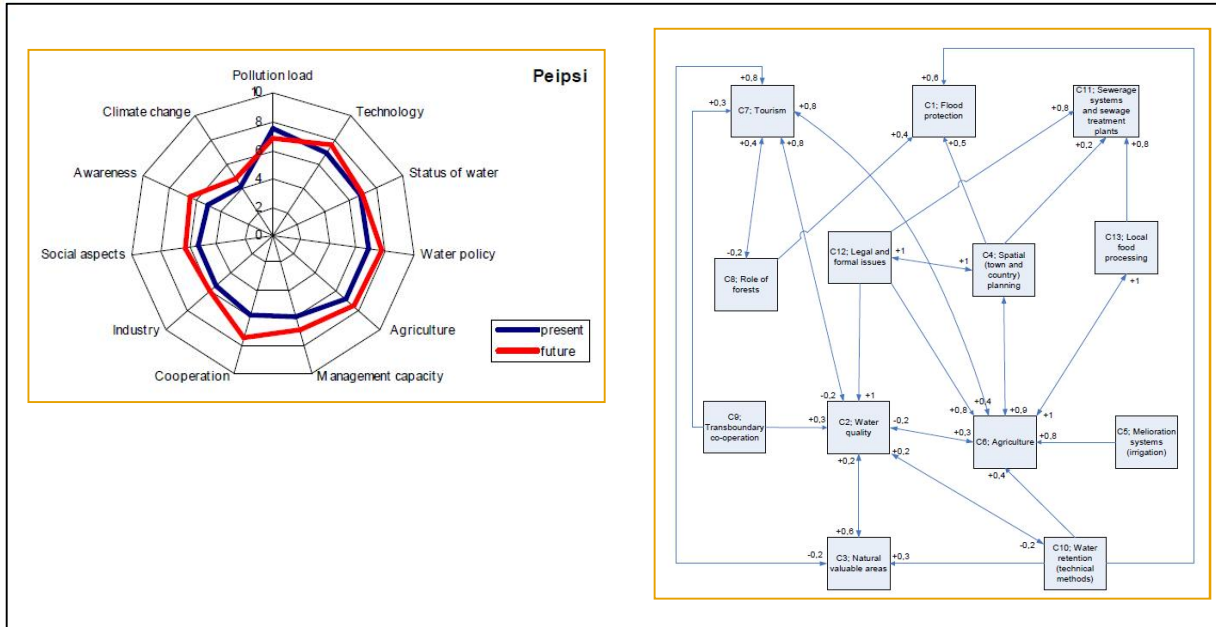 Peipsi
Pollution load
Technology
Status of water
Water policy
Agriculture
Management capacity
Cooperation
Industry
Social aspects
Awareness
Climate change
10
8
6
4
2
0
present
future
+0,8
+0,6
C7; Tourism
+0,3
+0,8
+0,4
+0,8
C1; Flood
protection
+0,4
+0,5
C11; Sewerage
systems
and sewage
treatment
plants
+0,8
+0,2
+0,8
-0,2
C8; Role of
forests
C12; Legal and
formal issues
+1
+1
C4; Spatial
(town and
country)
planning
C13; Local
food
processing
+1
-0,2
+1
+0,4
+0,8
+0,9
+1
C9;
Transboundary
co-operation
+0,3
C2; Water
quality
-0,2
+0,2
+0,2
+0,3
C6; Agriculture
+0,8
+0,4
C5; Melioration
systems
(irrigation)
+0,6
-0,2
C3; Natural
valuable areas
+0,3
-0,2
C10; Water
retention
(technical
methods)